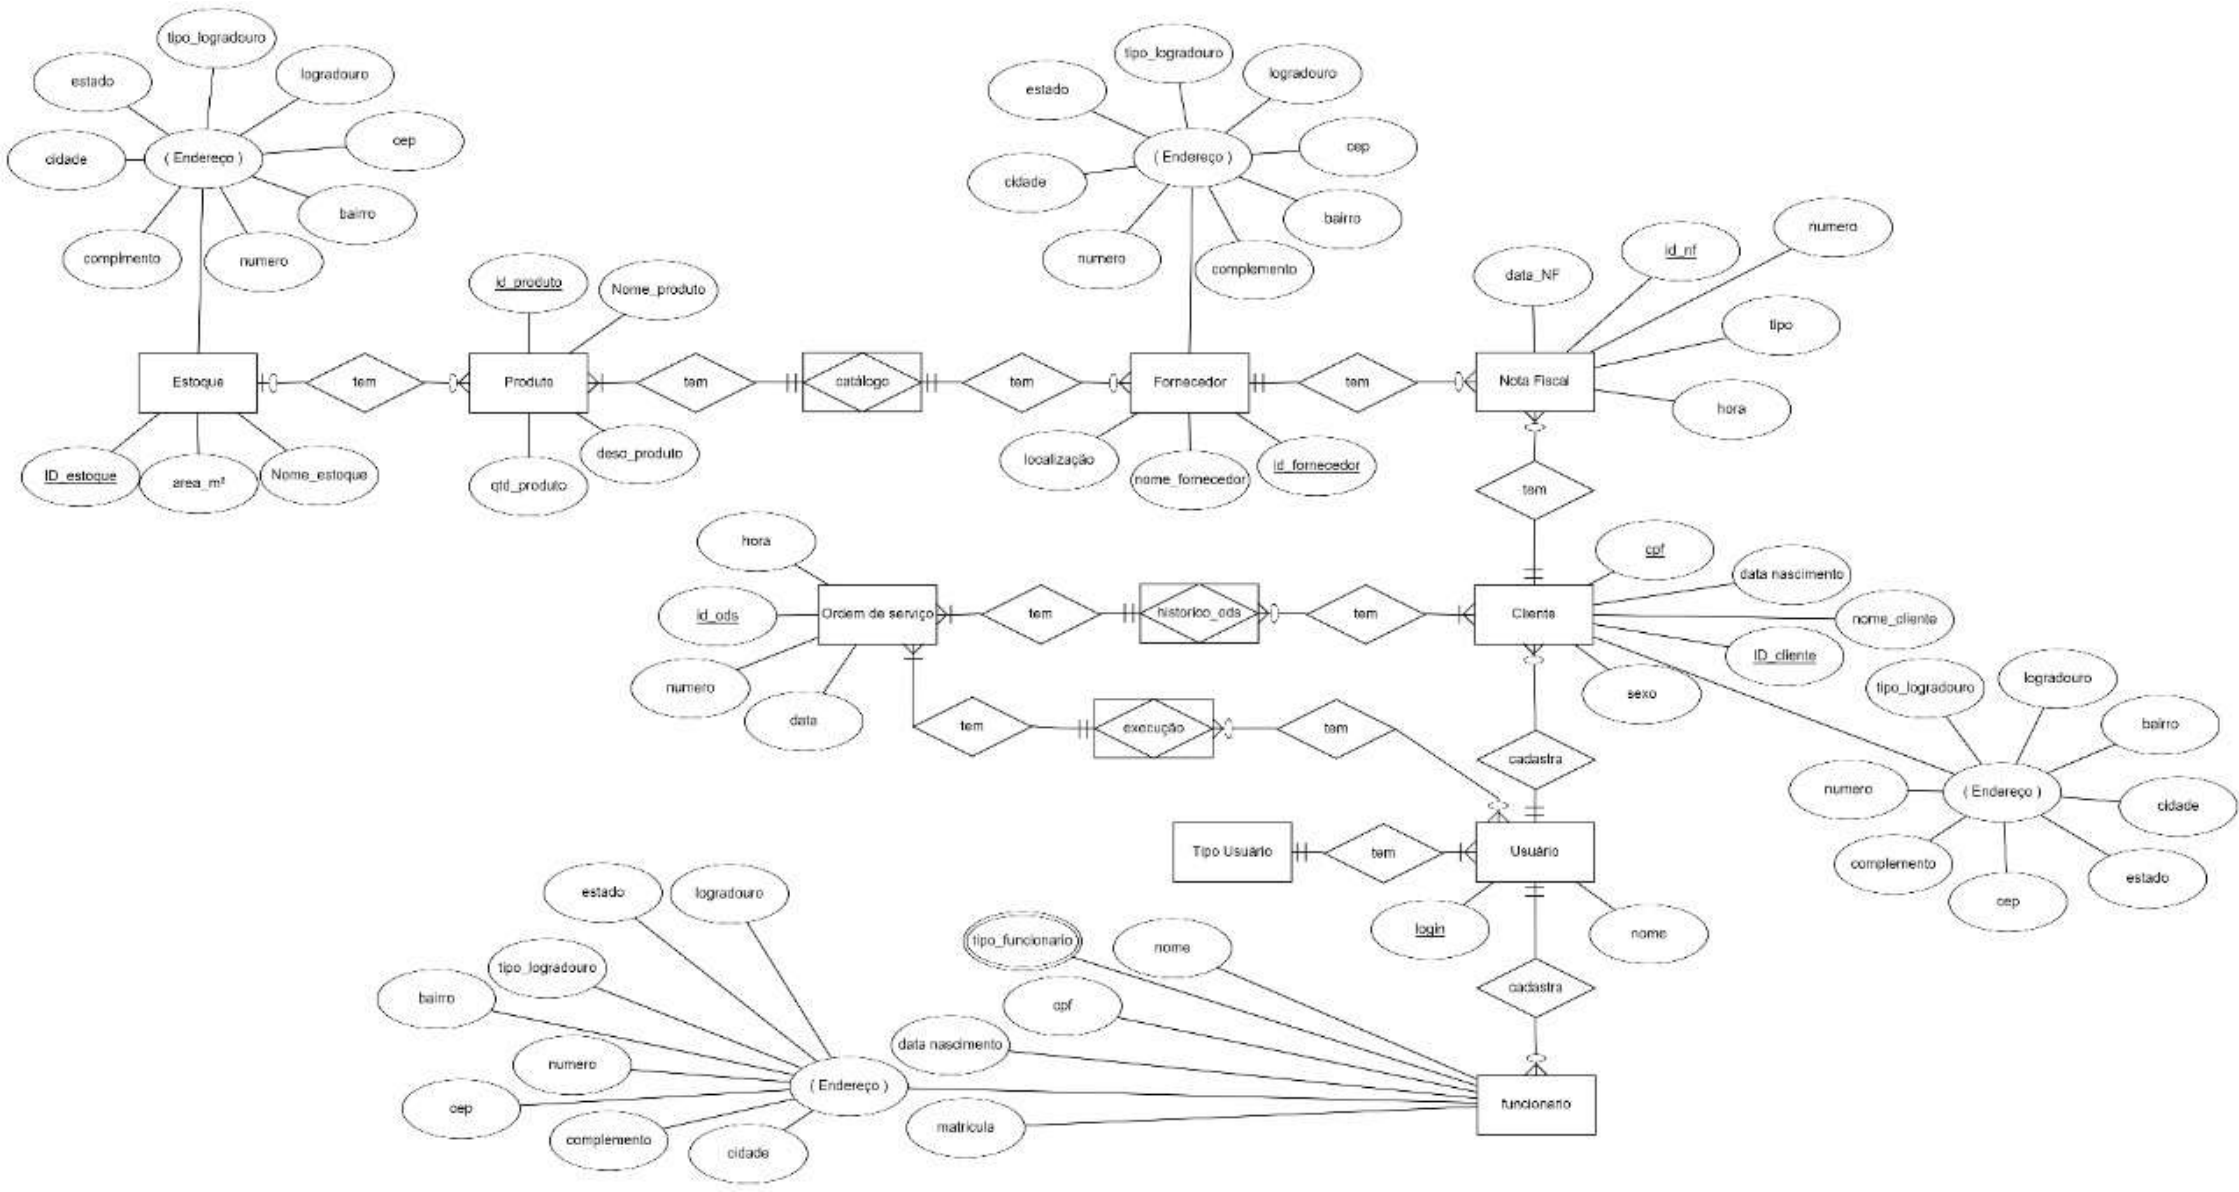 tipo_logradouro
logradouro
estado
cep
cidade
( Endereço )
bairro
complmento
numero
tipo_logradouro
logradouro
estado
cep
( Endereço )
cidade
bairro
numero
complemento
id_produto
Nome_produto
data_NF
id_nf
numero
tipo
hora
Estoque
tem
Produto
tem
catálogo
tem
Fornecedor
tem
Nota Fiscal
ID_estoque
area_m²
Nome_estoque
qtd_produto
desc_produto
localização
nome_fornecedor
id_fornecedor
tem
hora
id_ods
numero
data
Ordem de serviço
tem
historico_ods
tem
Cliente
cpf
data nascimento
nome_cliente
ID_cliente
sexo
tipo_logradouro
logradouro
bairro
numero
( Endereço )
cidade
complemento
cep
estado
tem
execução
tem
cadastra
Tipo Usuário
tem
Usuário
login
nome
cadastra
estado
logradouro
tipo_logradouro
bairro
numero
( Endereço )
cep
complemento
cidade
tipo_funcionario
nome
cpf
data nascimento
matricula
funcionario